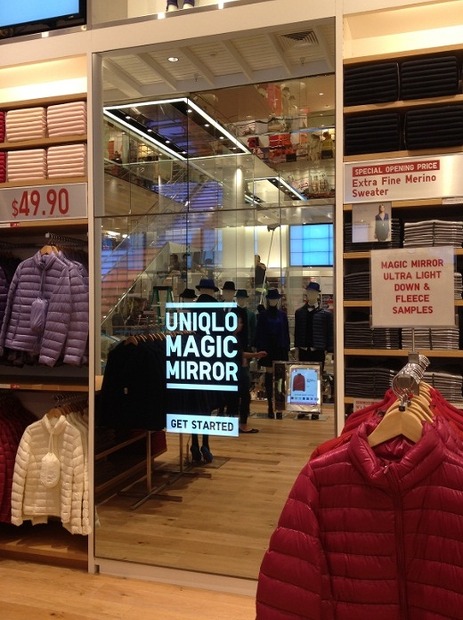 $49.90
UNIQLO
MAGIC
MIRROR
GET STARTED
SPECIAL OPENING PRICE
Extra Fine Merino
Sweater
MAGIC MIRROR
ULTRA LIGHT
DOWN &
FLEECE
SAMPLES